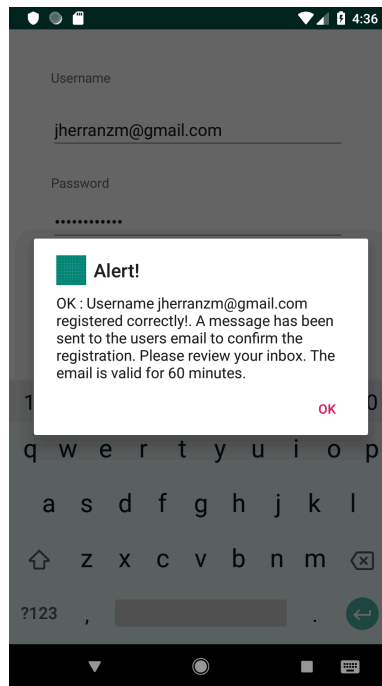 4:36
Username
jherranzm@gmail.com
Password
••••••••••••
Alert!
OK : Username jherranzm@gmail.com
registered correctly!. A message has been
sent to the users email to confirm the
registration. Please review your inbox. The
email is valid for 60 minutes.
OK
1 0
q w e r t y u i o p
a s d f g h j k l
z x c v b n m
?123 , .